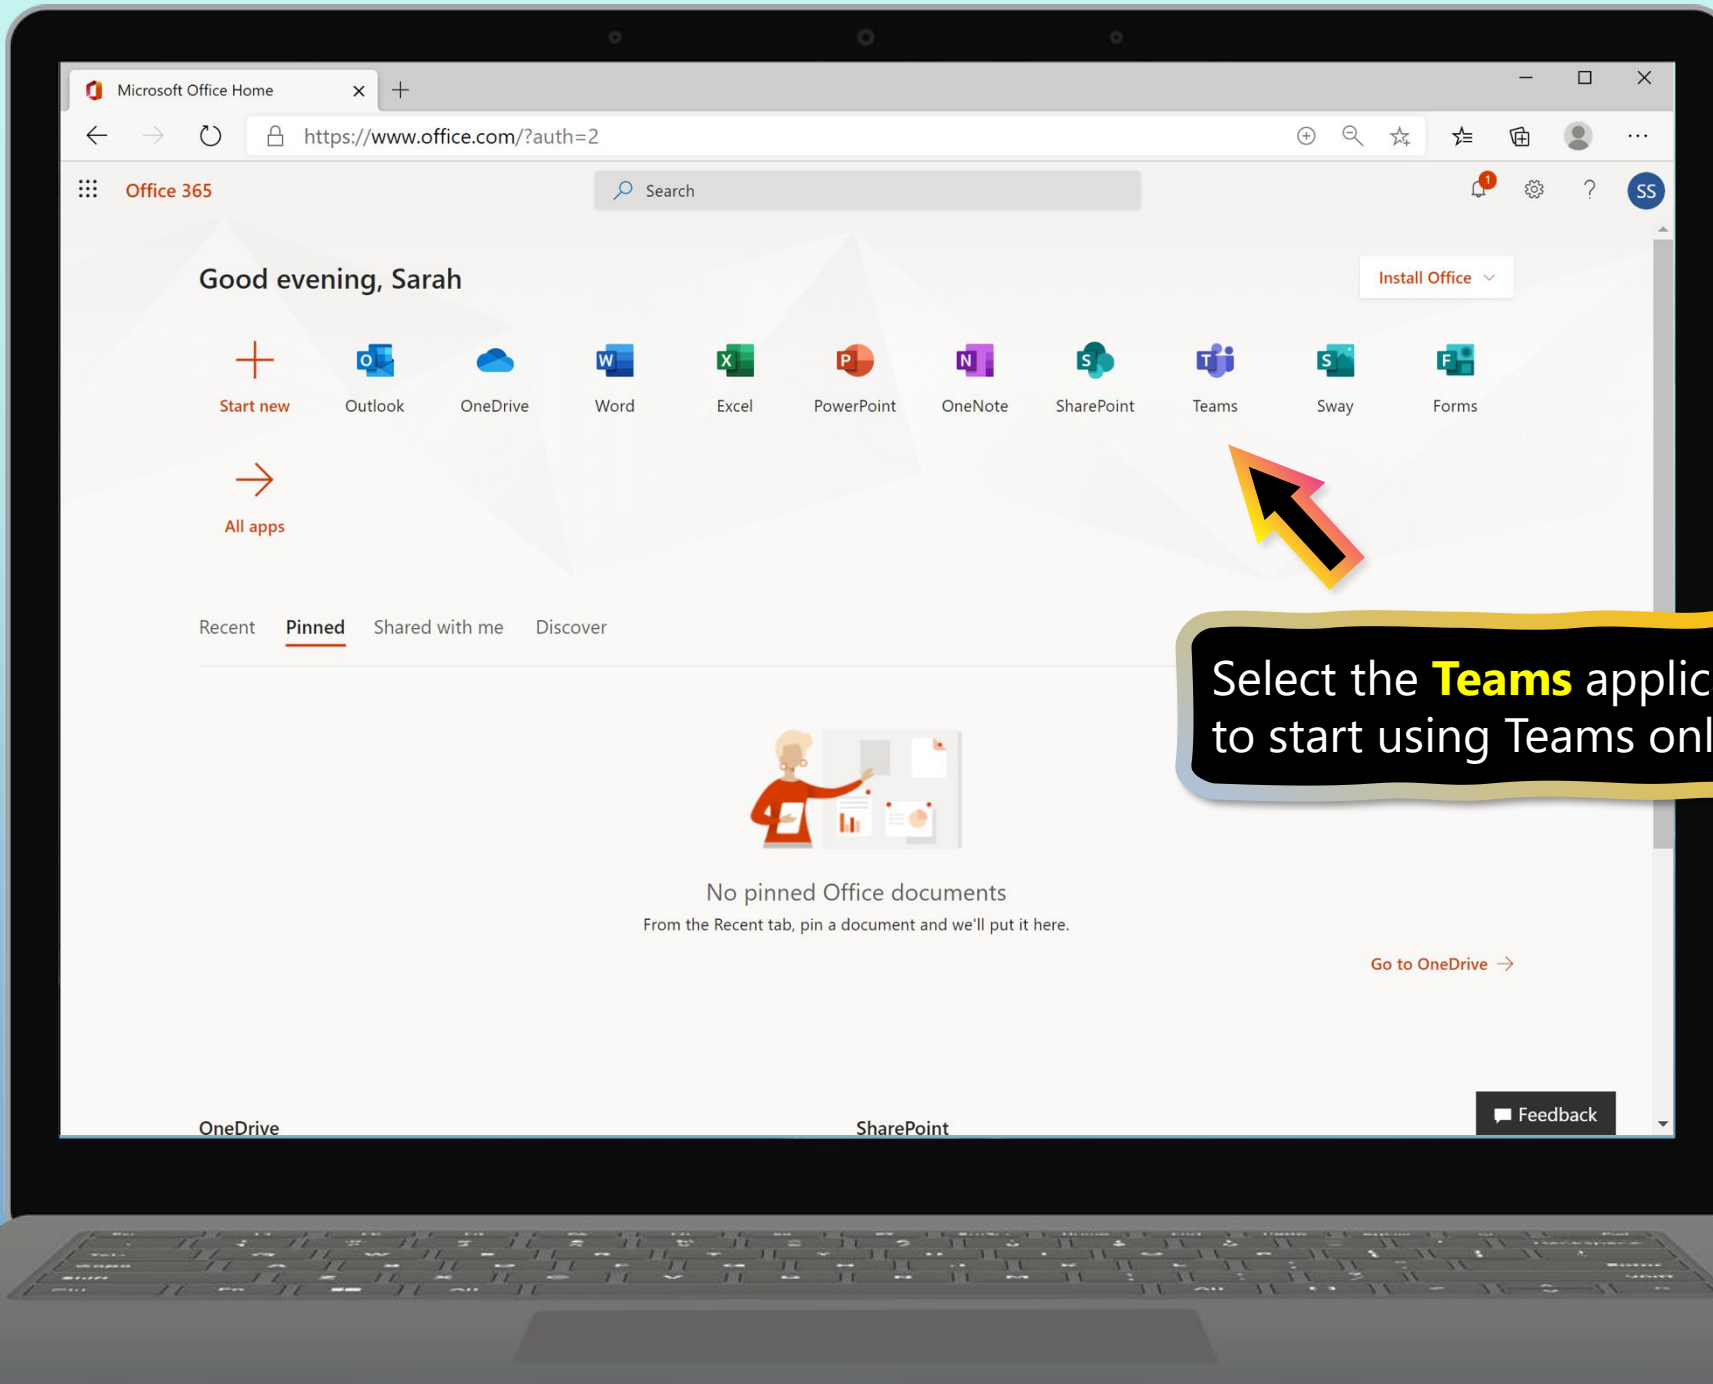 Microsoft Office Home
https://www.office.com/?auth=2
Office 365
Search
1
?
SS
Good evening, Sarah
Install Office
Start new
Outlook
OneDrive
Word
Excel
PowerPoint
OneNote
SharePoint
Teams
Sway
Forms
All apps
Recent
Pinned
Shared with me
Discover
Select the Teams applic
to start using Teams onl
No pinned Office documents
From the Recent tab, pin a document and we'll put it here.
Go to OneDrive
Feedback
OneDrive
SharePoint